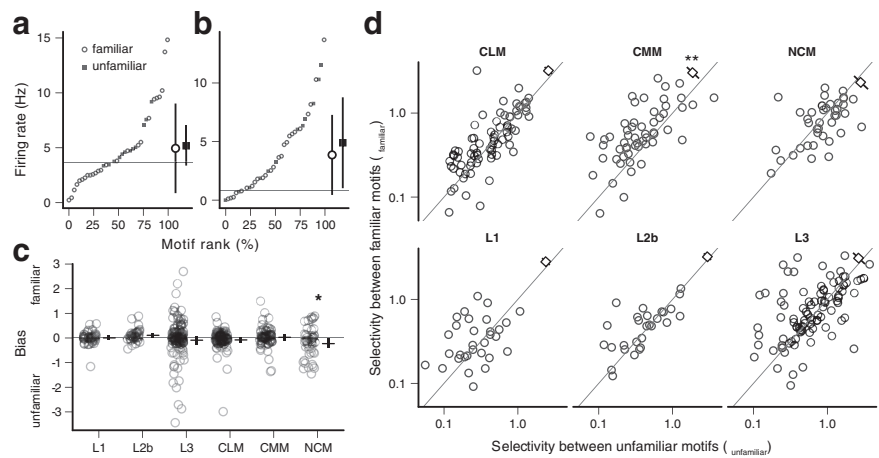 a
b
d
familiar
unfamiliar
Firing rate (Hz)
15
10
5
0
10
5
0
0 25 50 75 100
0 25 50 75 100
Motif rank (%)
c
Bias
familiar
unfamiliar
3
2
1
0
-1
-2
-3
*
L1 L2b L3 CLM CMM NCM
CLM CMM NCM
**
1.0
0.1
L1 L2b L3
1.0
0.1
0.1 1.0 0.1 1.0 0.1 1.0
Selectivity between familiar motifs ( familiar)
Selectivity between unfamiliar motifs ( unfamiliar)